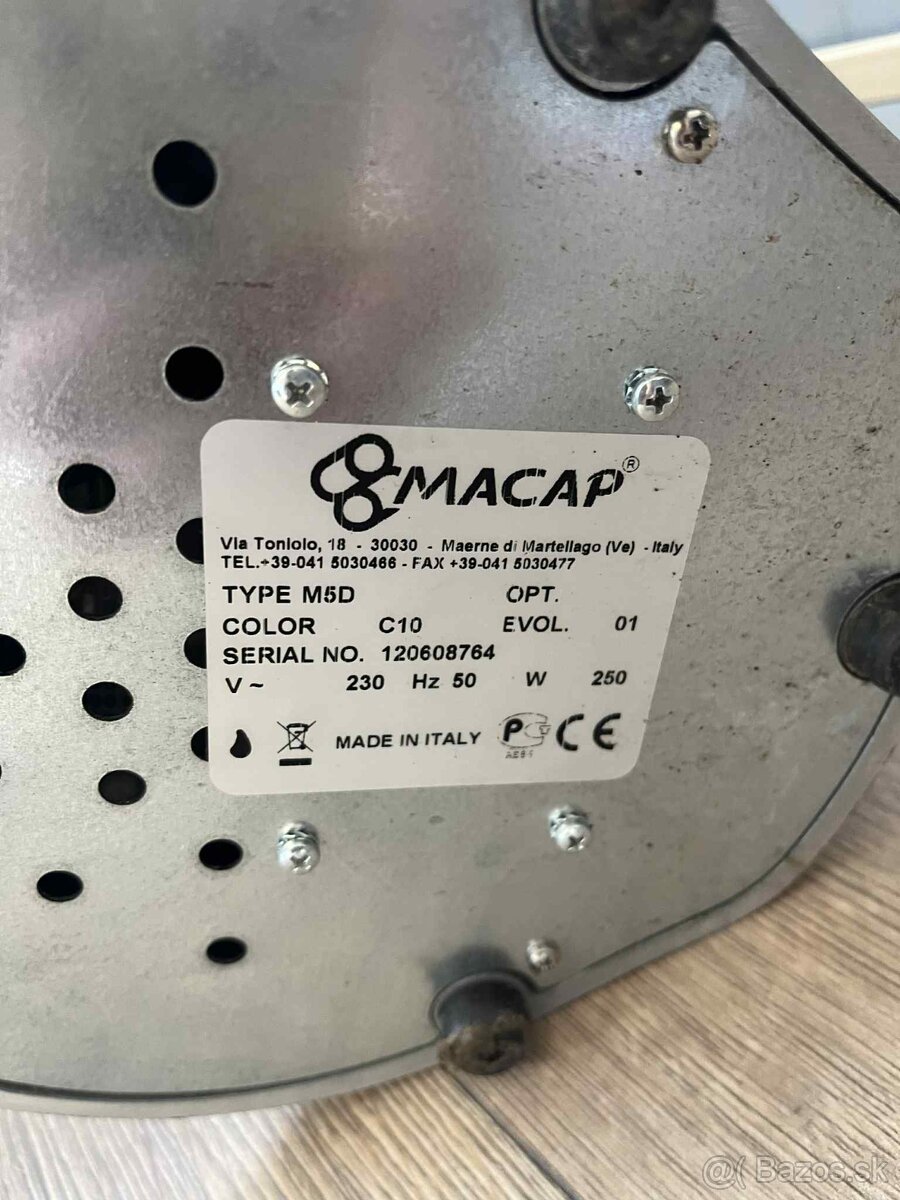 MACAP®
Via Toniolo, 18 - 30030 - Maerne di Martellago (Ve) - Italy
TEL.+39-041 5030466 - FAX +39-041 5030477
TYPE M5D OPT.
COLOR C10 EVOL. 01
SERIAL NO. 120608764
V~ 230 Hz 50 W 250
MADE IN ITALY PG CE
Bazos.sk